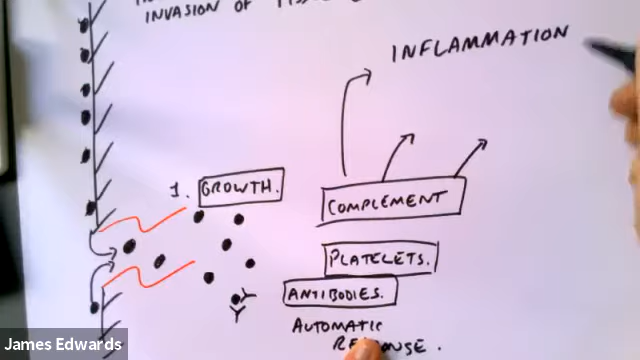 INVASION OF
INFLAMMATION
1. GROWTH.
COMPLEMENT
PLATELETS.
ANTIBODIES.
AUTOMATIC
James Edwards